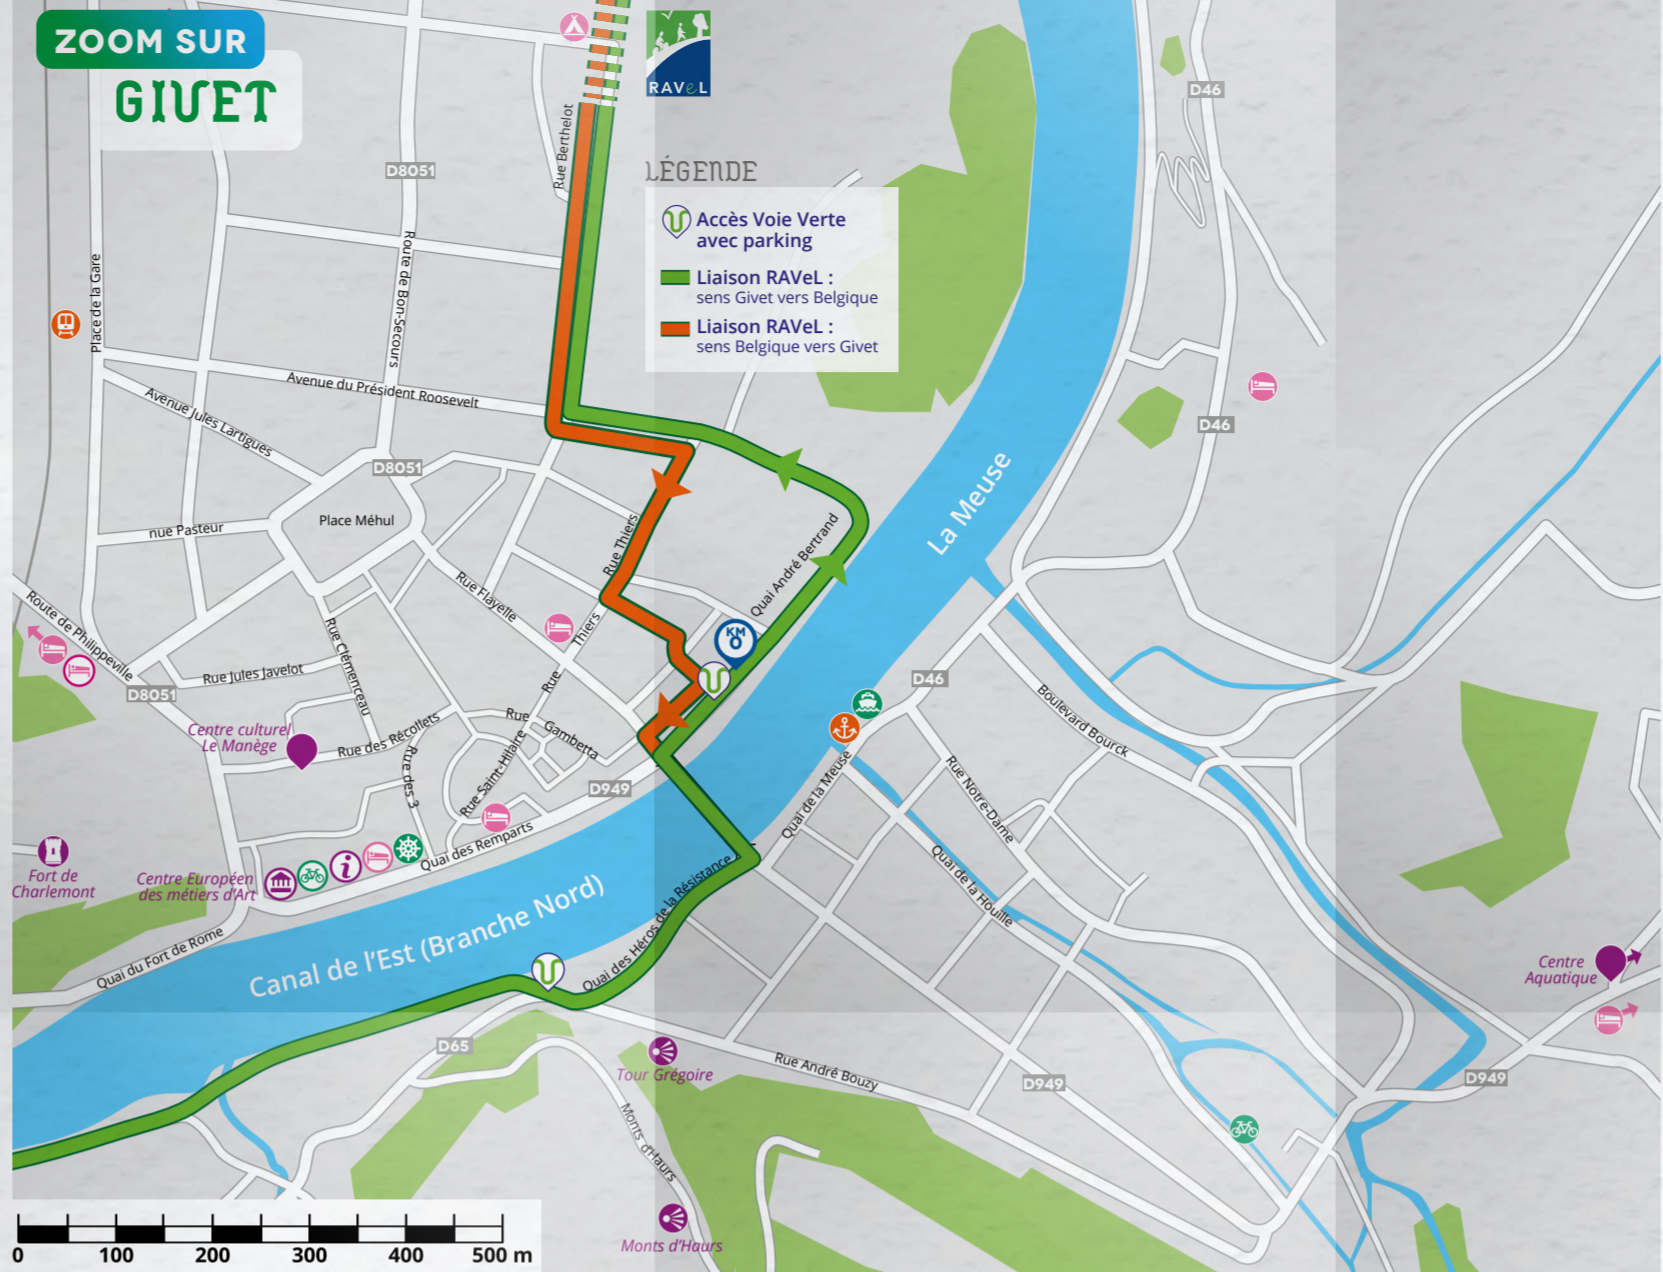 ZOOM SUR
GIVET
RAVeL
LÉGENDE
Accès Voie Verte
avec parking
Liaison RAVeL :
sens Givet vers Belgique
Liaison RAVeL :
sens Belgique vers Givet
D46
D8051
Rue Berthelot
Place de la Gare
Route de Bon-Secours
Avenue du Président Roosevelt
Avenue Jules Lartigues
D46
D8051
Place Méhul
nue Pasteur
La Meuse
Rue Thiers
Quai André Bertrand
Rue Flayelle
Route de Philippeville
Rue Clémenceau
Rue Thiers
KM
0
Rue Jules Javelot
D8051
D46
Boulevard Bourck
Centre culturel
Le Manège
Rue des Récollets
Rue Gambetta
Rue des 3
Rue Saint-Hilaire
D949
Quai de la Meuse
Rue Notre-Dame
Quai des Remparts
Quai de la Houille
Fort de
Charlemont
Centre Européen
des métiers d'Art
i
Quai des Héros de la Résistance
Canal de l'Est (Branche Nord)
Quai du Fort de Rome
Centre
Aquatique
D65
Tour Grégoire
Rue André Bouzy
D949
D949
Monts d'Haurs
Monts d'Haurs
0 100 200 300 400 500 m